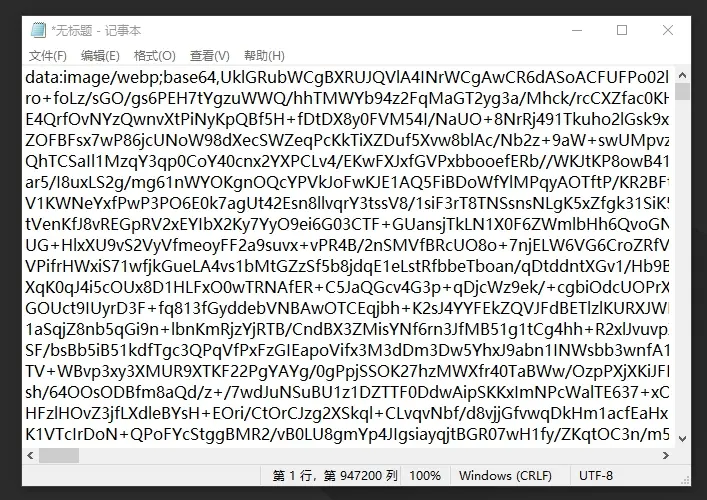 *无标题 - 记事本
文件(F) 编辑(E) 格式(O) 查看(V) 帮助(H)
data:image/webp;base64,UklGRubWCgBXRUJQVlA4INrWCgAwCR6dASoACFUFPo02l
ro+foLz/sGO/gs6PEH7tYgzuWWQ/hhTMWYb94z2FqMaGT2yg3a/Mhck/rcCXZfac0KH
E4QrfOvNYzQwnvXtPiNyKpQBf5H+fDtDX8y0FVM54I/NaUO+8NrRj491Tkuho2lGsk9x
ZOFBFsx7wP86jcUNoW98dXecSWZeqPcKkTiXZDuf5Xvw8blAc/Nb2z+9aW+swUMpvz
QhTCSaIl1MzqY3qp0CoY40cnx2YXPCLv4/EKwFXJxfGVPxbbooefERb//WKJtKP8owB41
ar5/I8uxLS2g/mg61nWYOKgnOQcYPVkJoFwKJE1AQ5FiBDoWfYlMPqyAOTftP/KR2BF
V1KWNeYxfPwP3PO6E0k7agUt42Esn8llvqrY3tssV8/1siF3rT8TNSsnsNLgK5xZfgk31SiK
tVenKfJ8vREGpRV2xEYIbX2Ky7YyO9ei6G03CTF+GUansjTkLN1X0F6ZWmlbHh6QvoGN
UG+HlxXU9vS2VyVfmeoyFF2a9suvx+vPR4B/2nSMVfBRcUO8o+7njELW6VG6CroZRfV
VPifrHWxiS71wfjkGueLA4vs1bMtGZzSf5b8jdqE1eLstRfbbeTboan/qDtddntXGv1/Hb9B
XqK0qJ4i5cOUx8D1HLFxO0wTRNAfER+C5JaQGcv4G3p+qDjcWz9ek/+cgbiOdcUOPrX
GOUct9IUyrD3F+fq813fGyddebVNBAwOTCEqjbh+K2sJ4YYFEkZQVJFdBETlzlKURXJW
1aSqjZ8nb5qGi9n+lbnKmRjzYjRTB/CndBX3ZMisYNf6rn3JfMB51g1tCg4hh+R2xlJvuvp
SF/bsBb5iB51kdfTgc3QPqVfPxFzGIEapoVifx3M3dDm3Dw5YhxJ9abn1INWsbb3wnfA1
TV+WBvp3xy3XMUR9XTKF22PgYAYg/0gPpjSSOK27hzMWXfr40TaBWw/OzpPXjXKiJF
sh/64OOsODBfm8aQd/z+/7wdJuNSuBU1z1DZTTF0DdwAipSKKxImNPcWalTE637+xC
HFzlHOvZ3jfLXdleBYsH+EOri/CtOrCJzg2XSkql+CLvqvNbf/d8vjjGfvwqDkHm1acfEaHx
K1VTcIrDoN+QPoFYcStggBMR2/vB0LU8gmYp4JIgsiayqjtBGR07wH1fy/ZKqtOC3n/m5
第 1 行，第 947200 列 100% Windows (CRLF) UTF-8